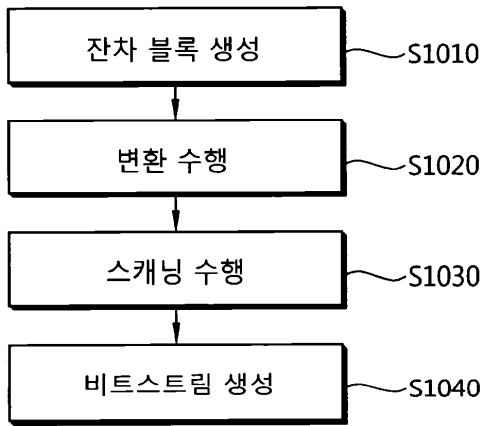 잔차 블록 생성
S1010
변환 수행
S1020
스캐닝 수행
S1030
비트스트림 생성
S1040